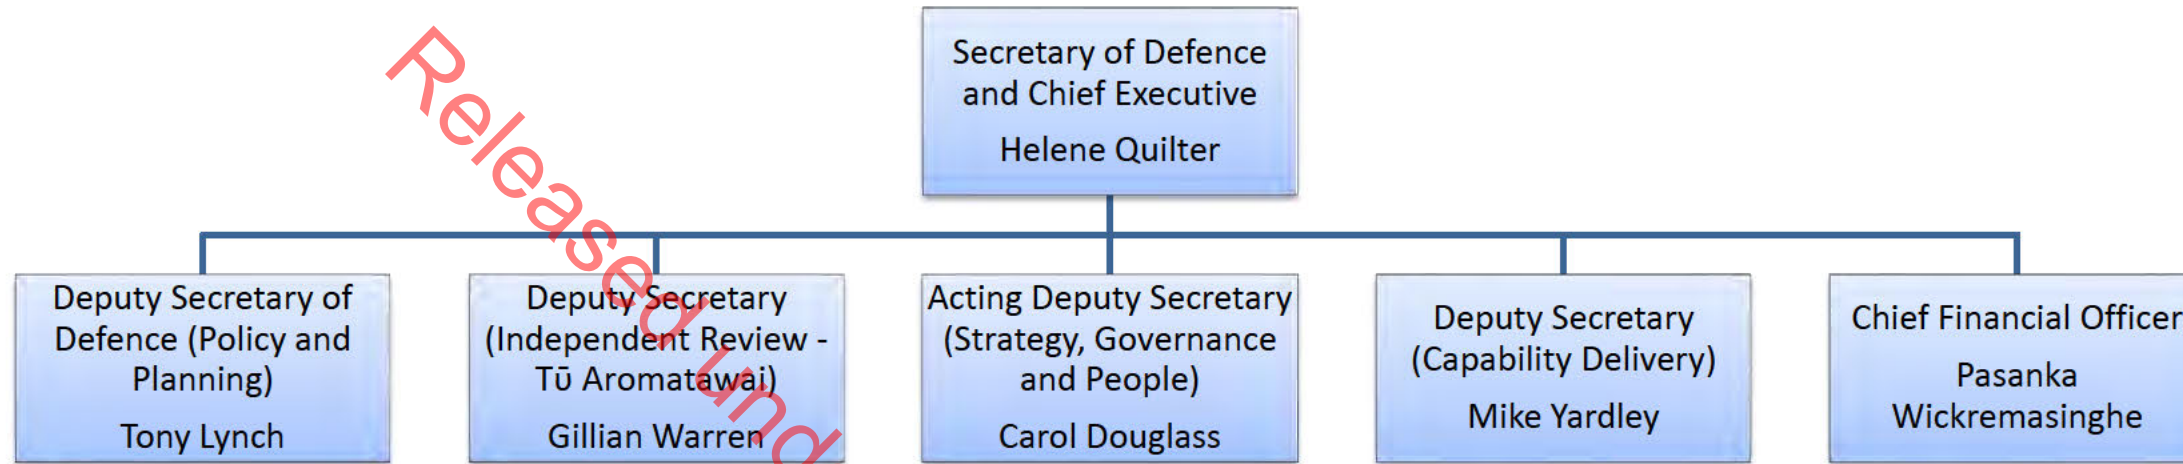 Secretary of Defence
and Chief Executive
Helene Quilter
Deputy Secretary of
Defence (Policy and
Planning)
Tony Lynch
Deputy Secretary
(Independent Review -
Tū Aromatawai)
Gillian Warren
Acting Deputy Secretary
(Strategy, Governance
and People)
Carol Douglass
Deputy Secretary
(Capability Delivery)
Mike Yardley
Chief Financial Officer
Pasanka
Wickremasinghe
Released und